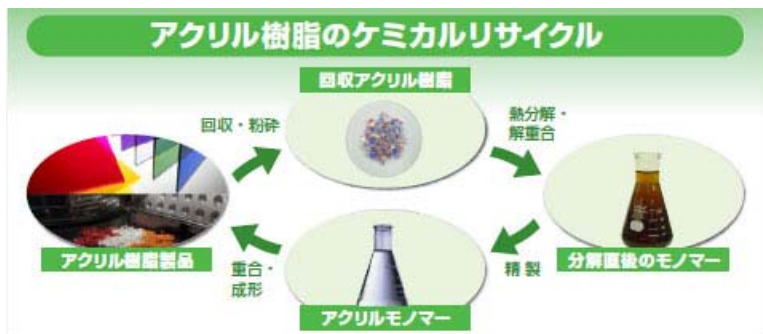 アクリル樹脂のケミカルリサイクル
回収アクリル樹脂
回収・粉砕
熱分解・
解重合
アクリル樹脂製品
重合・
成形
アクリルモノマー
精製
分解直後のモノマー